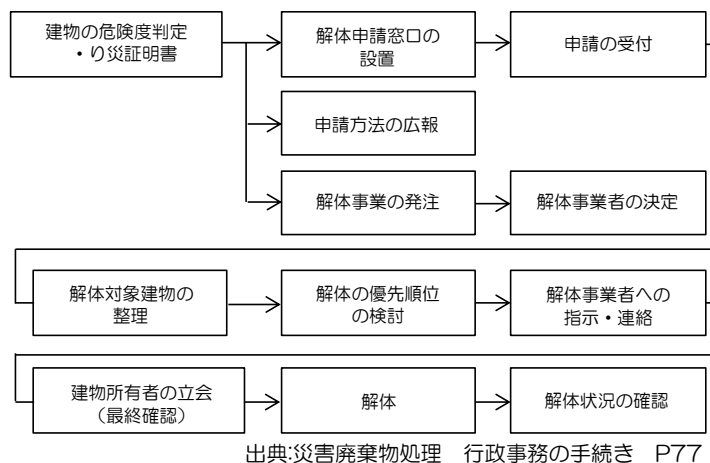 建物の危険度判定
・り災証明書
解体申請窓口の
設置
申請の受付
申請方法の広報
解体事業の発注
解体事業者の決定
解体対象建物の
整理
解体の優先順位
の検討
解体事業者への
指示・連絡
建物所有者の立会
（最終確認）
解体
解体状況の確認
出典:災害廃棄物処理　行政事務の手続き　P77